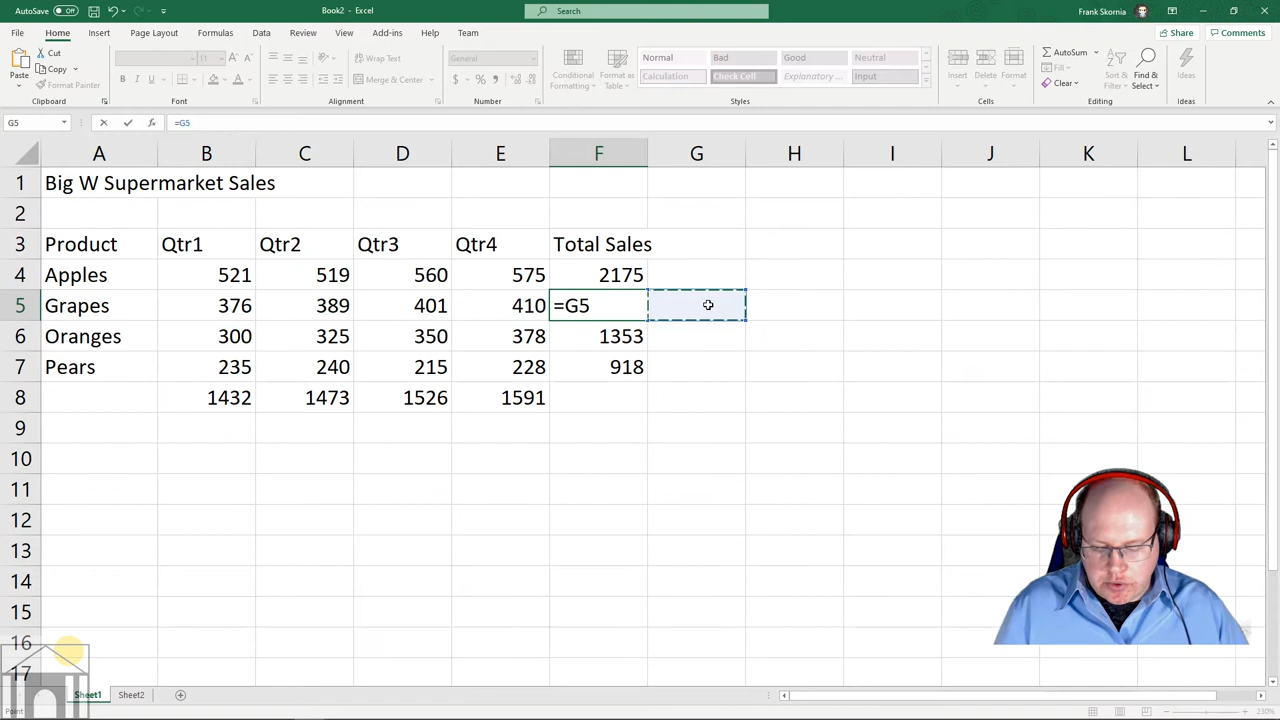 AutoSave Off Book2 - Excel Search Frank Skornia
File Home Insert Page Layout Formulas Data Review View Add-ins Help Team Share Comments
Cut AutoSum
Copy Wrap Text General Normal Bad Good Neutral Fill
Paste Format Painter Merge & Center Conditional Formatting Format as Table Calculation Check Cell Explanatory ... Input Insert Delete Format Clear Sort & Filter Find & Select Ideas
Clipboard Font Alignment Number Styles Cells Editing Ideas
G5 fx =G5
A B C D E F G H I J K L
1 Big W Supermarket Sales
2
3 Product Qtr1 Qtr2 Qtr3 Qtr4 Total Sales
4 Apples 521 519 560 575 2175
5 Grapes 376 389 401 410 =G5
6 Oranges 300 325 350 378 1353
7 Pears 235 240 215 228 918
8 1432 1473 1526 1591
9
10
11
12
13
14
15
16
17
Sheet1 Sheet2
Point 230%